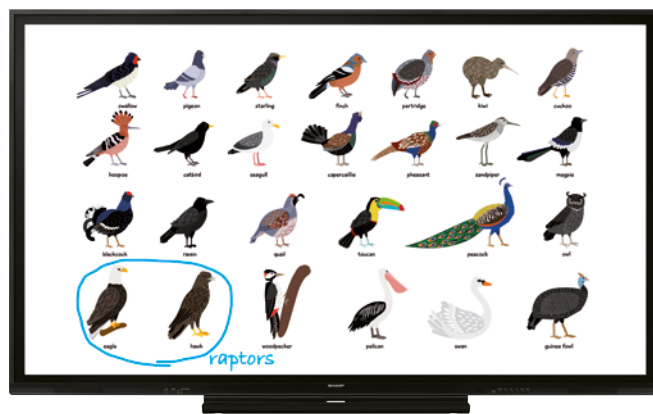 swallow pigeon starling finch partridge kiwi cuckoo
hoopoe catbird seagull capercaillie pheasant sandpiper magpie
blackcock raven quail toucan peacock owl
eagle hawk woodpecker pelican swan guinea fowl
raptors
SHARP